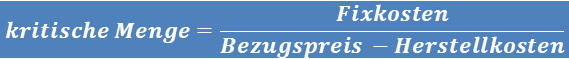 kritische Menge = Fixkosten / Bezugspreis − Herstellkosten